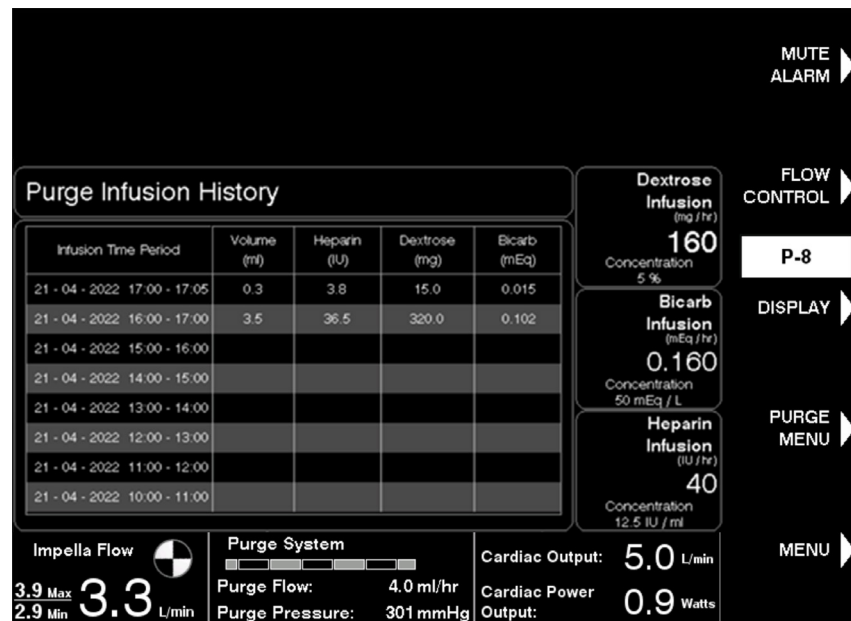 MUTE
ALARM
FLOW
CONTROL
P-8
DISPLAY
PURGE
MENU
MENU
Purge Infusion History
Infusion Time Period Volume (ml) Heparin (IU) Dextrose (mg) Bicarb (mEq)
21 - 04 - 2022 17:00 - 17:05 0.3 3.8 15.0 0.015
21 - 04 - 2022 16:00 - 17:00 3.5 36.5 320.0 0.102
21 - 04 - 2022 15:00 - 16:00
21 - 04 - 2022 14:00 - 15:00
21 - 04 - 2022 13:00 - 14:00
21 - 04 - 2022 12:00 - 13:00
21 - 04 - 2022 11:00 - 12:00
21 - 04 - 2022 10:00 - 11:00
Dextrose
Infusion
(mg / hr)
160
Concentration
5 %
Bicarb
Infusion
(mEq / hr)
0.160
Concentration
50 mEq / L
Heparin
Infusion
(IU / hr)
40
Concentration
12.5 IU / ml
Impella Flow
3.9 Max
2.9 Min
3.3 L/min
Purge System
Purge Flow: 4.0 ml/hr
Purge Pressure: 301 mmHg
Cardiac Output: 5.0 L/min
Cardiac Power
Output: 0.9 Watts